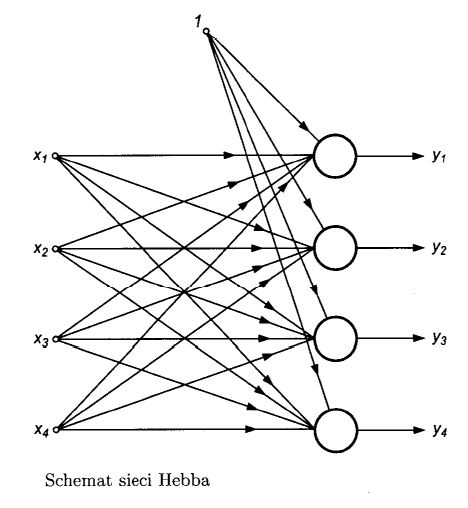 1
x1 y1
x2 y2
x3 y3
x4 y4
Schemat sieci Hebba